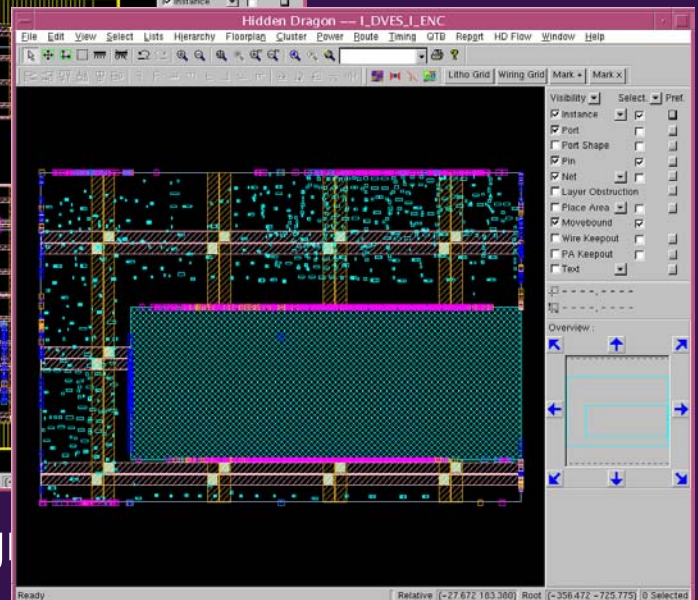 Instance
Hidden Dragon -- I_DVES_I_ENC
File Edit View Select Lists Hierarchy Floorplan Cluster Power Route Timing QTB Report HD Flow Window Help
Litho Grid Wiring Grid Mark + Mark x
Visibility Select. Pref.
Instance
Port
Port Shape
Pin
Net
Layer Obstruction
Place Area
Movebound
Wire Keepout
PA Keepout
Text
Overview :
Ready Relative (-27.672 183.380) Root (-356.472 -725.775) 0 Selected